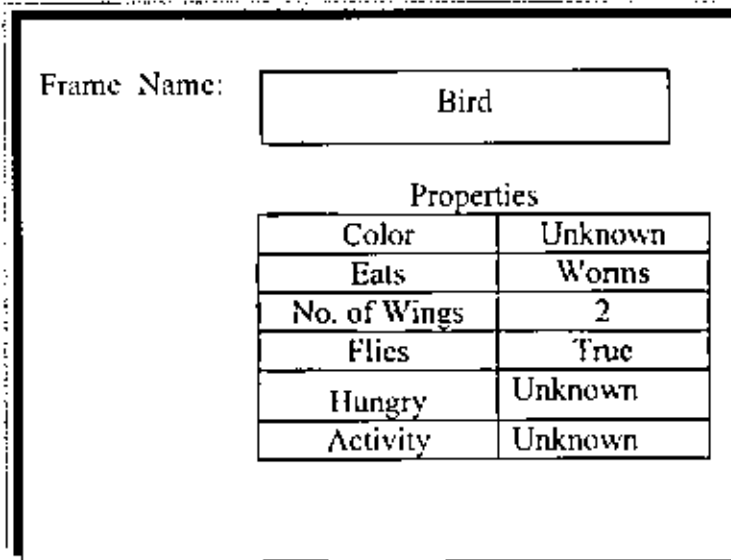 Frame Name: Bird
Properties
Color Unknown
Eats Worms
No. of Wings 2
Flies True
Hungry Unknown
Activity Unknown